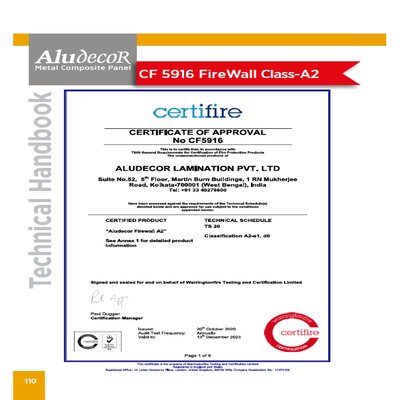 AludecoR
Metal Composite Panel
CF 5916 FireWall Class-A2
Technical Handbook
certifire
CERTIFICATE OF APPROVAL
No CF5916
This is to certify that, in accordance with
TS00 General Requirements for Certification of Fire Protection Products
The undermentioned products of
ALUDECOR LAMINATION PVT. LTD
Suite No.52, 5th Floor, Martin Burn Buildings, 1 RN Mukherjee
Road, Kolkata-700001 (West Bengal), India
Tel: +91 33 40276600
Have been assessed against the requirements of the Technical Schedule(s)
denoted below and are approved for use subject to the conditions
appended hereto:
CERTIFIED PRODUCT
TECHNICAL SCHEDULE
"Aludecor Firewall A2"
TS 20
See Annex 1 for detailed product
information
Classification A2-s1, d0
Signed and sealed for and on behalf of Warringtonfire Testing and Certification Limited
Paul Duggan
Certification Manager
Issued: 20th October 2020
Audit Test Frequency: Annually
Valid to: 13th December 2023
certifire
Page 1 of 9
This certificate is the property of Warringtonfire Testing and Certification Limited
110